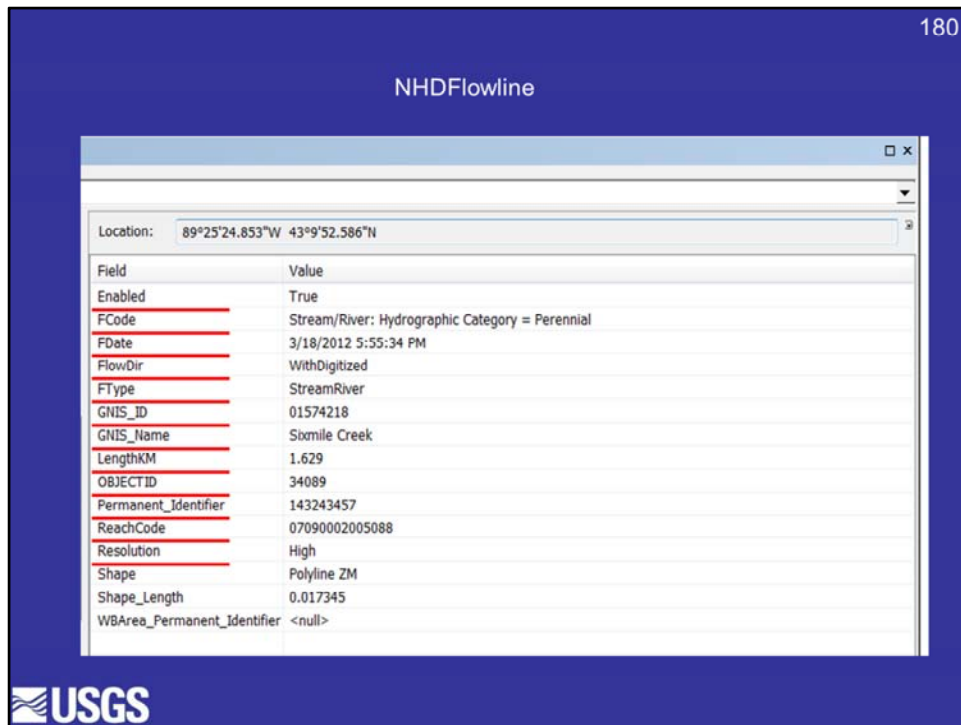 180
NHDFlowline
Location: 89°25'24.853"W 43°9'52.586"N
Field Value
Enabled True
FCode Stream/River: Hydrographic Category = Perennial
FDate 3/18/2012 5:55:34 PM
FlowDir WithDigitized
FType StreamRiver
GNIS_ID 01574218
GNIS_Name Sixmile Creek
LengthKM 1.629
OBJECTID 34089
Permanent_Identifier 143243457
ReachCode 07090002005088
Resolution High
Shape Polyline ZM
Shape_Length 0.017345
WBArea_Permanent_Identifier <null>
USGS